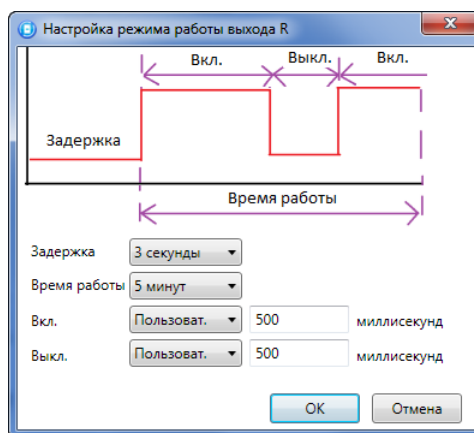 Настройка режима работы выхода R
Вкл. Выкл. Вкл.
Задержка
Время работы
Задержка 3 секунды
Время работы 5 минут
Вкл. Пользоват. 500 миллисекунд
Выкл. Пользоват. 500 миллисекунд
OK Отмена